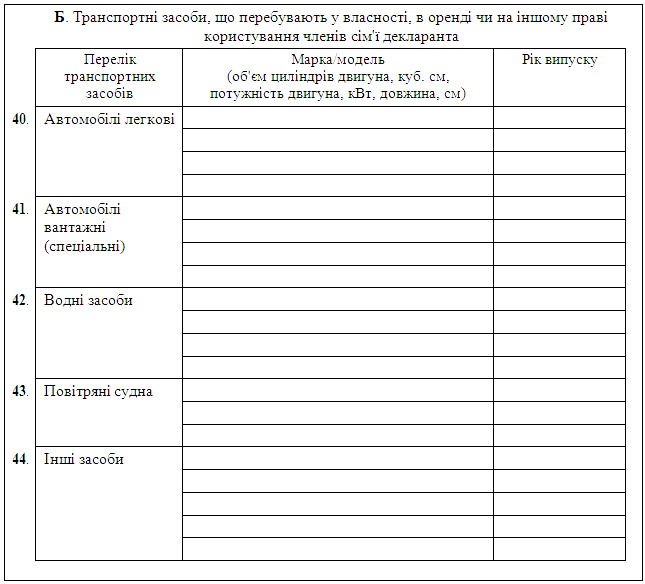 Б. Транспортні засоби, що перебувають у власності, в оренді чи на іншому праві
користування членів сім'ї декларанта
Перелік
транспортних
засобів
Марка/модель
(об'єм циліндрів двигуна, куб. см,
потужність двигуна, кВт, довжина, см)
Рік випуску
40. Автомобілі легкові
41. Автомобілі
вантажні
(спеціальні)
42. Водні засоби
43. Повітряні судна
44. Інші засоби